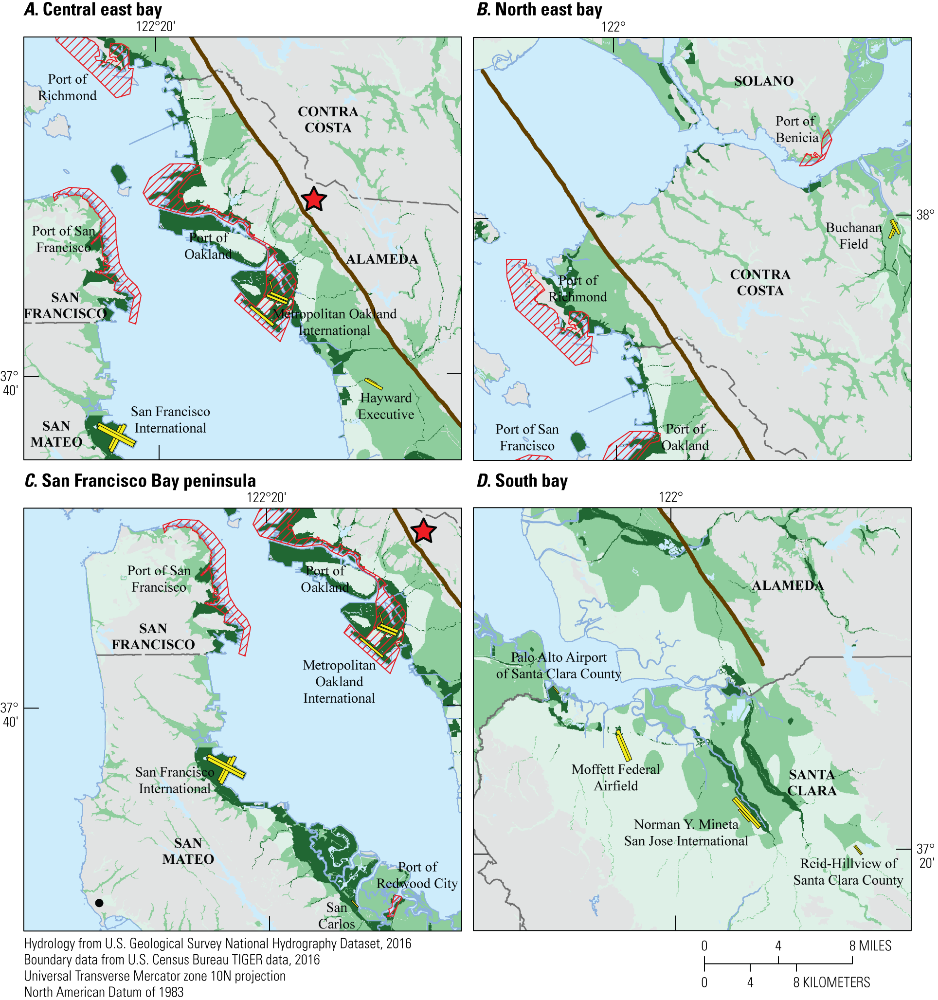 A. Central east bay
122°20'
Port of
Richmond
CONTRA
COSTA
Port of San
Francisco
Port of
Oakland
ALAMEDA
SAN
FRANCISCO
Metropolitan Oakland
International
37°
40'
Hayward
Executive
San Francisco
International
SAN
MATEO
B. North east bay
122°
SOLANO
Port of
Benicia
38°
Buchanan
Field
CONTRA
COSTA
Port of
Richmond
Port of San
Francisco
Port of
Oakland
C. San Francisco Bay peninsula
122°20'
Port of San
Francisco
Port of
Oakland
SAN
FRANCISCO
Metropolitan
Oakland
International
37°
40'
San Francisco
International
SAN
MATEO
Port of
Redwood City
San
Carlos
D. South bay
122°
ALAMEDA
Palo Alto Airport
of Santa Clara County
Moffett Federal
Airfield
SANTA
CLARA
Norman Y. Mineta
San Jose International
37°
20'
Reid-Hillview of
Santa Clara County
Hydrology from U.S. Geological Survey National Hydrography Dataset, 2016
Boundary data from U.S. Census Bureau TIGER data, 2016
Universal Transverse Mercator zone 10N projection
North American Datum of 1983
0 4 8 MILES
0 4 8 KILOMETERS